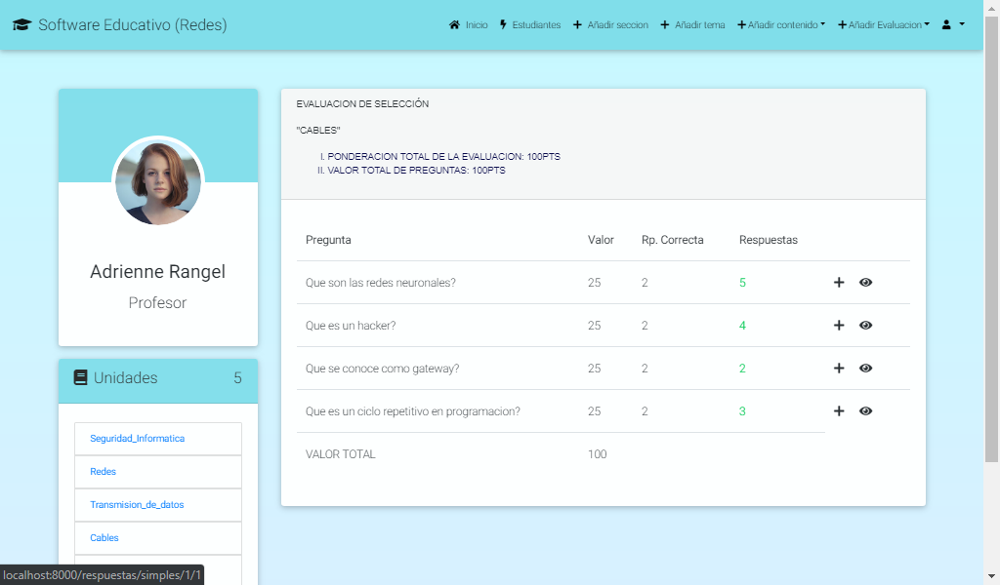 Software Educativo (Redes)
Inicio
Estudiantes
Añadir seccion
Añadir tema
Añadir contenido
Añadir Evaluacion
Adrienne Rangel
Profesor
Unidades 5
Seguridad_Informatica
Redes
Transmision_de_datos
Cables
EVALUACION DE SELECCIÓN
"CABLES"
I. PONDERACION TOTAL DE LA EVALUACION: 100PTS
II. VALOR TOTAL DE PREGUNTAS: 100PTS
Pregunta Valor Rp. Correcta Respuestas
Que son las redes neuronales? 25 2 5
Que es un hacker? 25 2 4
Que se conoce como gateway? 25 2 2
Que es un ciclo repetitivo en programacion? 25 2 3
VALOR TOTAL 100
localhost:8000/respuestas/simples/1/1